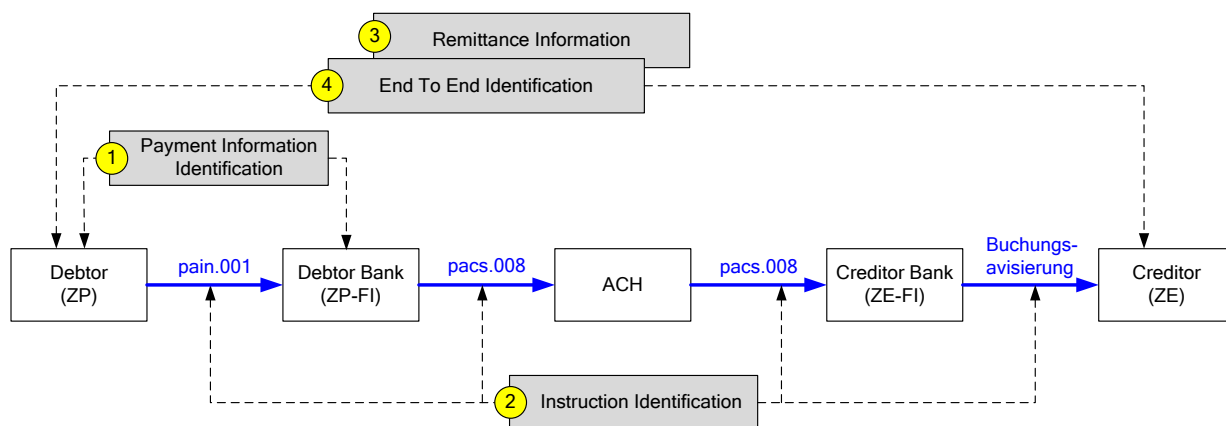 3
Remittance Information
4
End To End Identification
1
Payment Information
Identification
Debtor
(ZP)
pain.001
Debtor Bank
(ZP-FI)
pacs.008
ACH
pacs.008
Creditor Bank
(ZE-FI)
Buchungs-
avisierung
Creditor
(ZE)
2
Instruction Identification